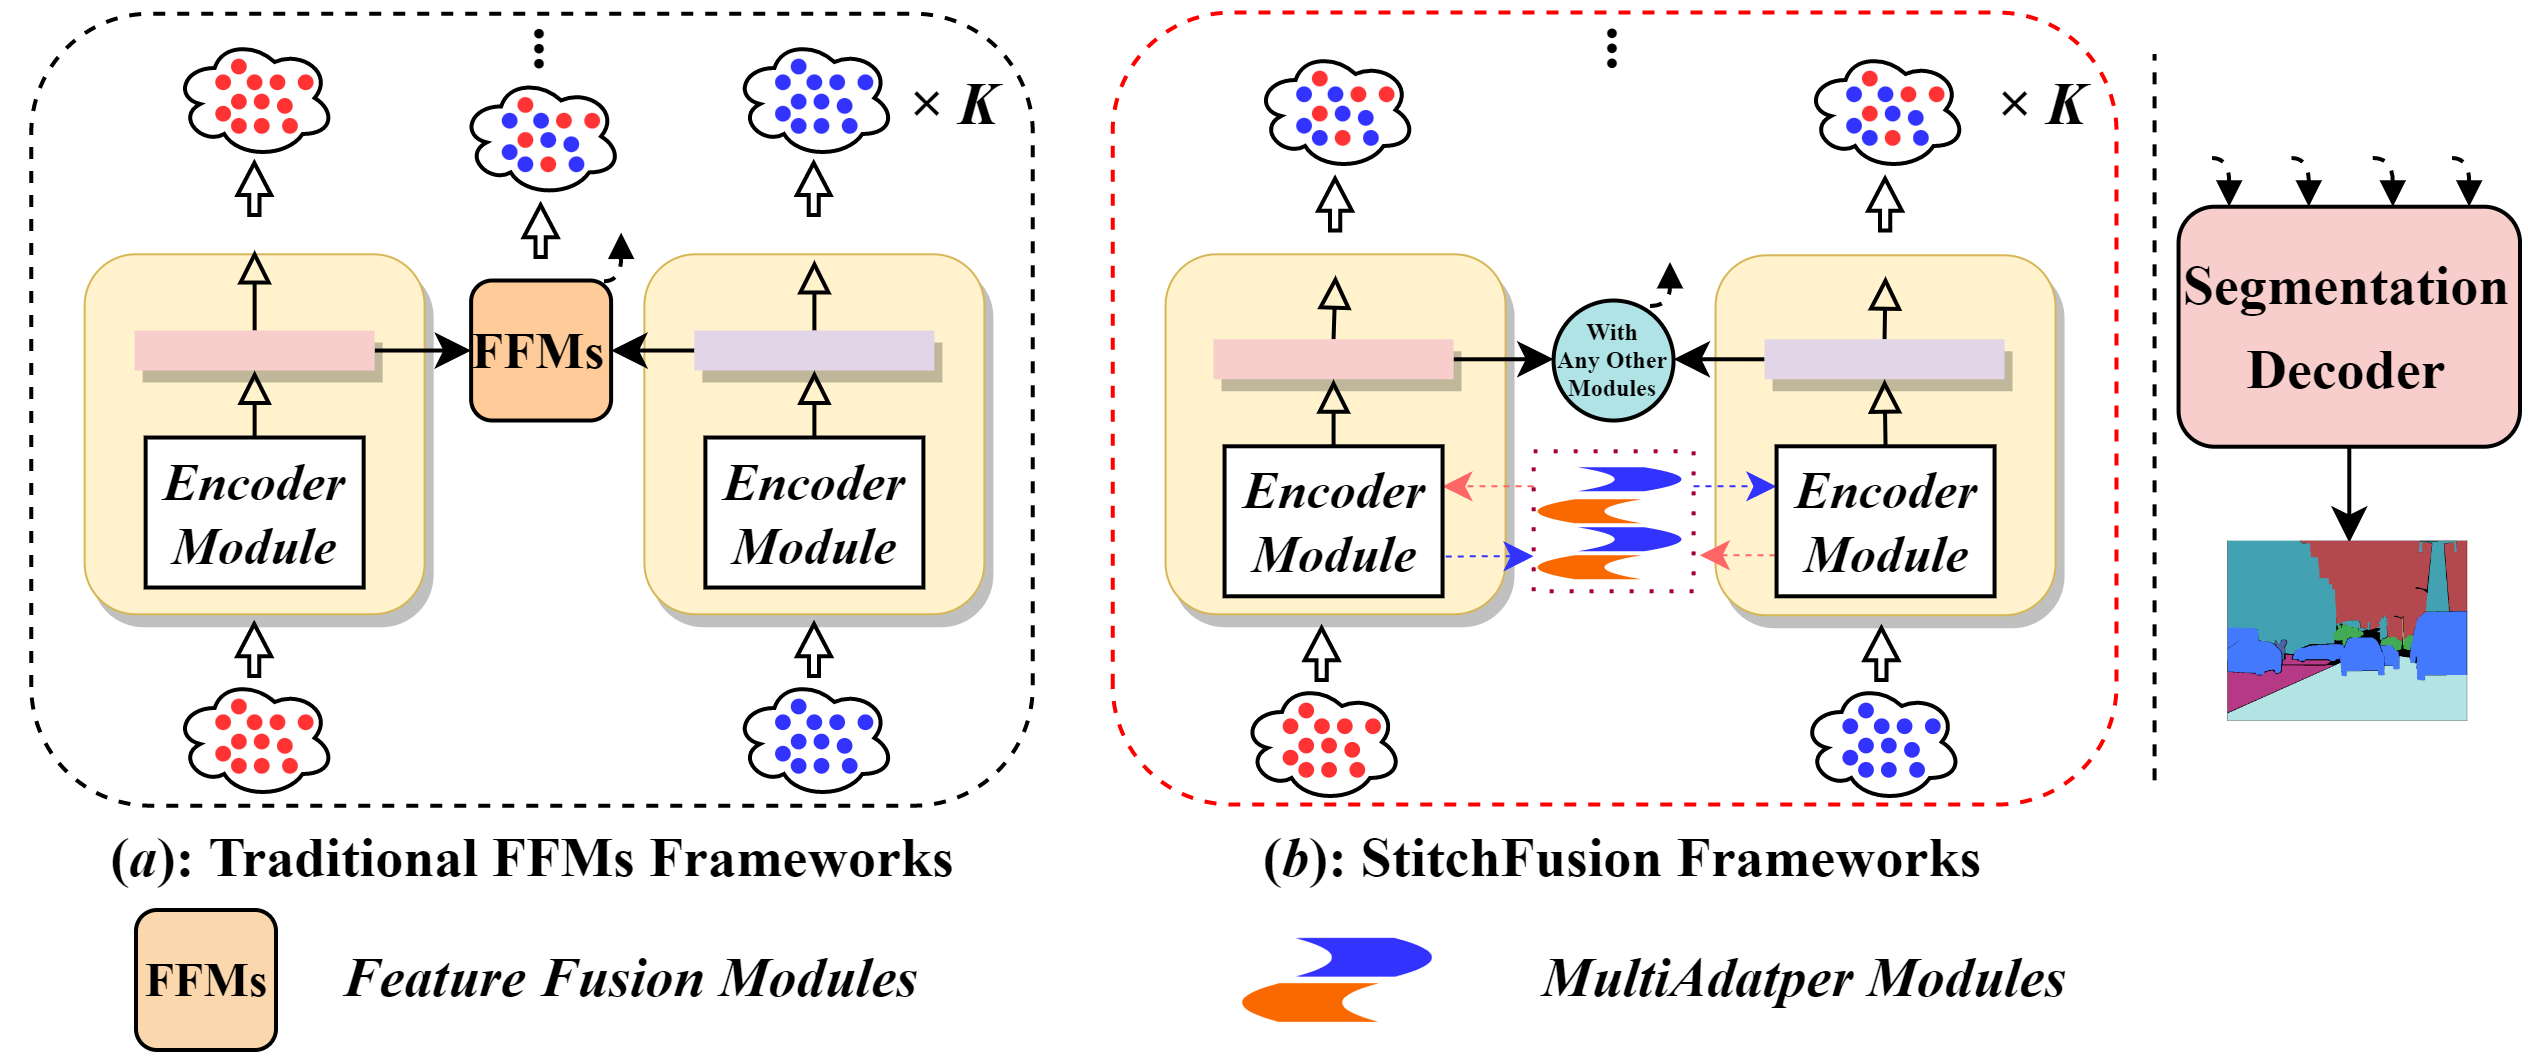 × K
FFMs
Encoder
Module
Encoder
Module
(a): Traditional FFMs Frameworks
× K
With
Any Other
Modules
Encoder
Module
Encoder
Module
(b): StitchFusion Frameworks
Segmentation
Decoder
FFMs
Feature Fusion Modules
MultiAdatper Modules